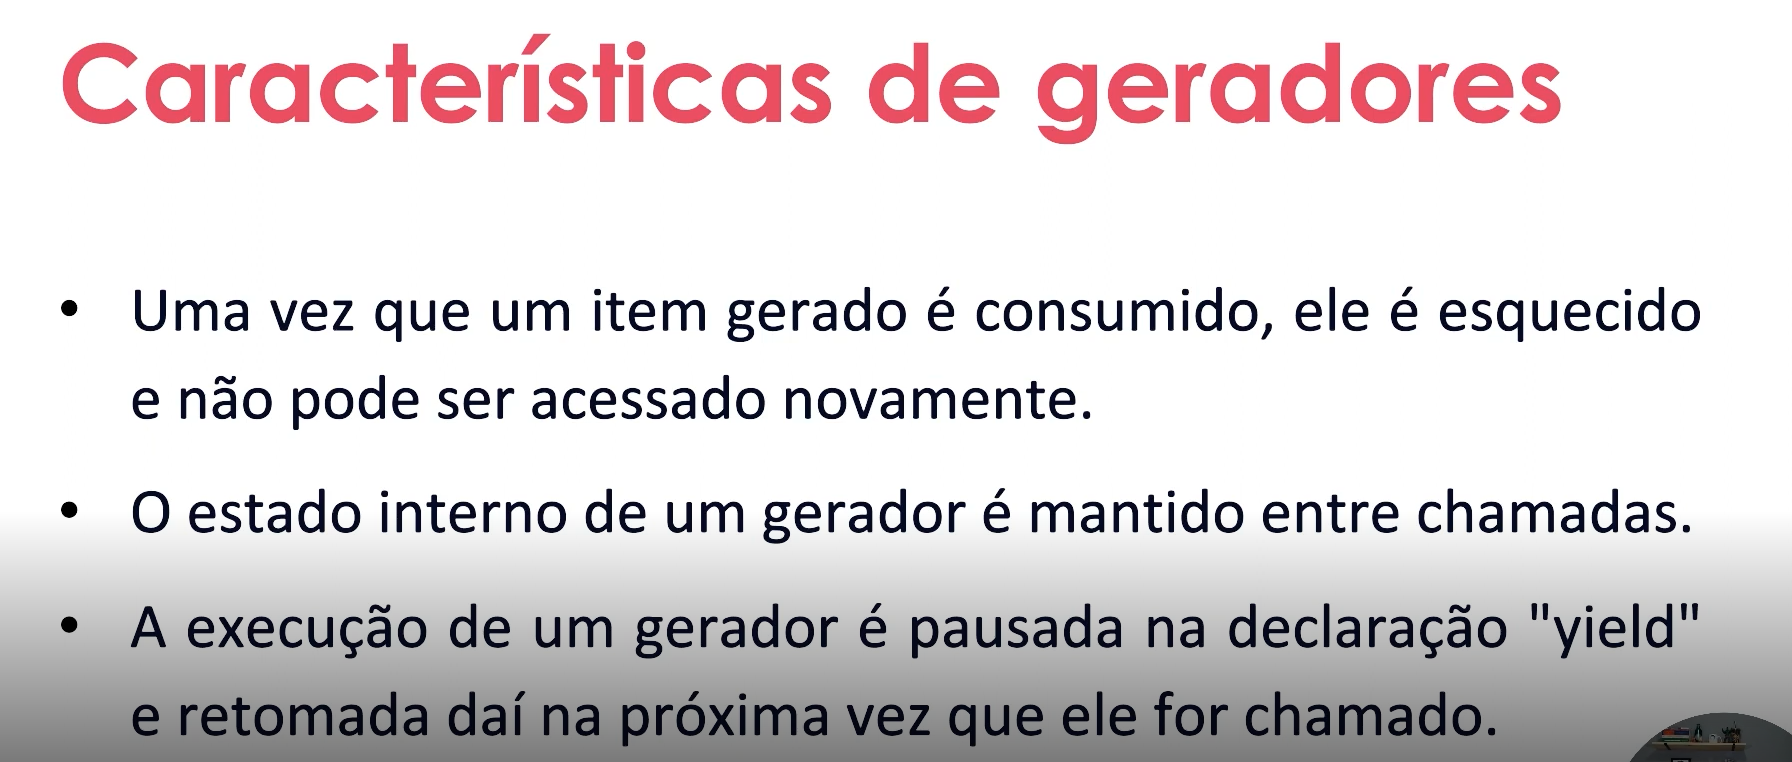 Características de geradores
• Uma vez que um item gerado é consumido, ele é esquecido
e não pode ser acessado novamente.
• O estado interno de um gerador é mantido entre chamadas.
• A execução de um gerador é pausada na declaração "yield"
e retomada daí na próxima vez que ele for chamado.